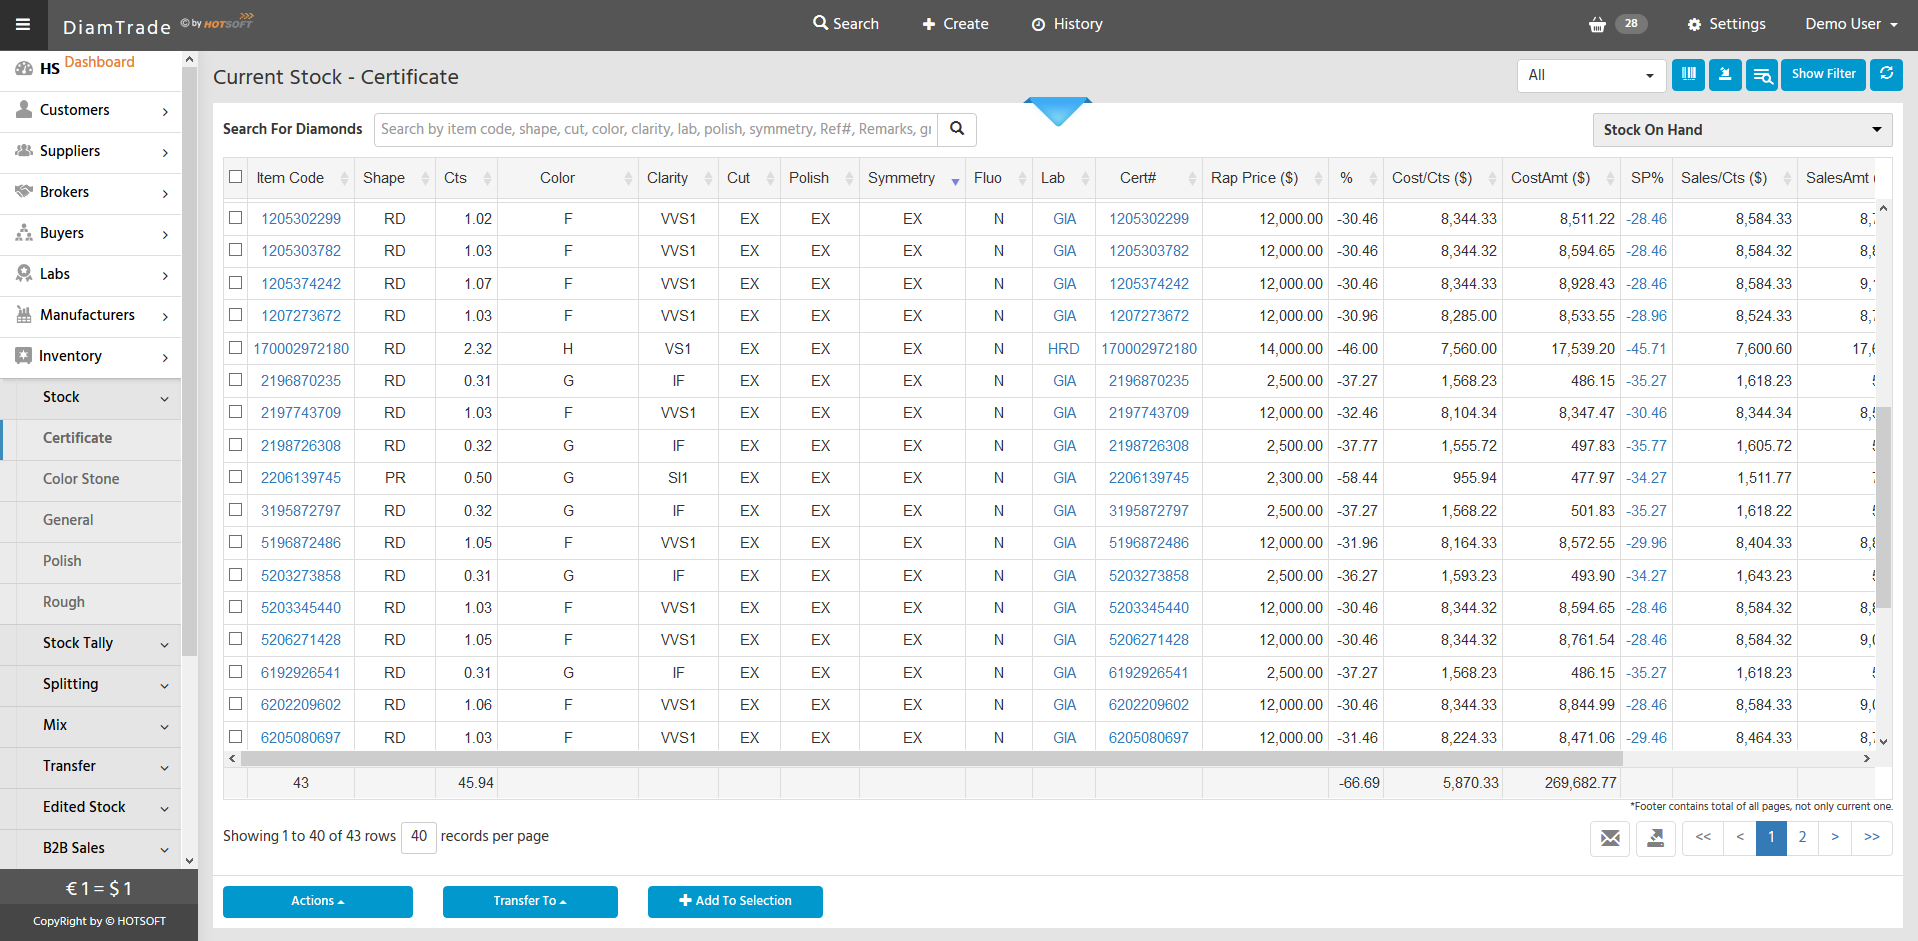 DiamTrade © by HOTSOFT
Search
Create
History
28
Settings
Demo User
HS Dashboard
Customers
Suppliers
Brokers
Buyers
Labs
Manufacturers
Inventory
Stock
Certificate
Color Stone
General
Polish
Rough
Stock Tally
Splitting
Mix
Transfer
Edited Stock
B2B Sales
€ 1 = $ 1
CopyRight by © HOTSOFT
Current Stock - Certificate
All
Show Filter
Search For Diamonds
Search by item code, shape, cut, color, clarity, lab, polish, symmetry, Ref#, Remarks, gr
Stock On Hand
Item Code Shape Cts Color Clarity Cut Polish Symmetry Fluo Lab Cert# Rap Price ($) % Cost/Cts ($) CostAmt ($) SP% Sales/Cts ($) SalesAmt (
1205302299 RD 1.02 F VVS1 EX EX EX N GIA 1205302299 12,000.00 -30.46 8,344.33 8,511.22 -28.46 8,584.33 8,7
1205303782 RD 1.03 F VVS1 EX EX EX N GIA 1205303782 12,000.00 -30.46 8,344.32 8,594.65 -28.46 8,584.32 8,8
1205374242 RD 1.07 F VVS1 EX EX EX N GIA 1205374242 12,000.00 -30.46 8,344.33 8,928.43 -28.46 8,584.33 9,1
1207273672 RD 1.03 F VVS1 EX EX EX N GIA 1207273672 12,000.00 -30.96 8,285.00 8,533.55 -28.96 8,524.33 8,7
170002972180 RD 2.32 H VS1 EX EX EX N HRD 170002972180 14,000.00 -46.00 7,560.00 17,539.20 -45.71 7,600.60 17,6
2196870235 RD 0.31 G IF EX EX EX N GIA 2196870235 2,500.00 -37.27 1,568.23 486.15 -35.27 1,618.23 5
2197743709 RD 1.03 F VVS1 EX EX EX N GIA 2197743709 12,000.00 -32.46 8,104.34 8,347.47 -30.46 8,344.34 8,5
2198726308 RD 0.32 G IF EX EX EX N GIA 2198726308 2,500.00 -37.77 1,555.72 497.83 -35.77 1,605.72 5
2206139745 PR 0.50 G SI1 EX EX EX N GIA 2206139745 2,300.00 -58.44 955.94 477.97 -34.27 1,511.77 7
3195872797 RD 0.32 G IF EX EX EX N GIA 3195872797 2,500.00 -37.27 1,568.22 501.83 -35.27 1,618.22 5
5196872486 RD 1.05 F VVS1 EX EX EX N GIA 5196872486 12,000.00 -31.96 8,164.33 8,572.55 -29.96 8,404.33 8,8
5203273858 RD 0.31 G IF EX EX EX N GIA 5203273858 2,500.00 -36.27 1,593.23 493.90 -34.27 1,643.23 5
5203345440 RD 1.03 F VVS1 EX EX EX N GIA 5203345440 12,000.00 -30.46 8,344.32 8,594.65 -28.46 8,584.32 8,8
5206271428 RD 1.05 F VVS1 EX EX EX N GIA 5206271428 12,000.00 -30.46 8,344.32 8,761.54 -28.46 8,584.32 9,0
6192926541 RD 0.31 G IF EX EX EX N GIA 6192926541 2,500.00 -37.27 1,568.23 486.15 -35.27 1,618.23 5
6202209602 RD 1.06 F VVS1 EX EX EX N GIA 6202209602 12,000.00 -30.46 8,344.33 8,844.99 -28.46 8,584.33 9,0
6205080697 RD 1.03 F VVS1 EX EX EX N GIA 6205080697 12,000.00 -31.46 8,224.33 8,471.06 -29.46 8,464.33 8,7
43 45.94 -66.69 5,870.33 269,682.77
*Footer contains total of all pages, not only current one.
Showing 1 to 40 of 43 rows 40 records per page
<< < 1 2 > >>
Actions
Transfer To
Add To Selection